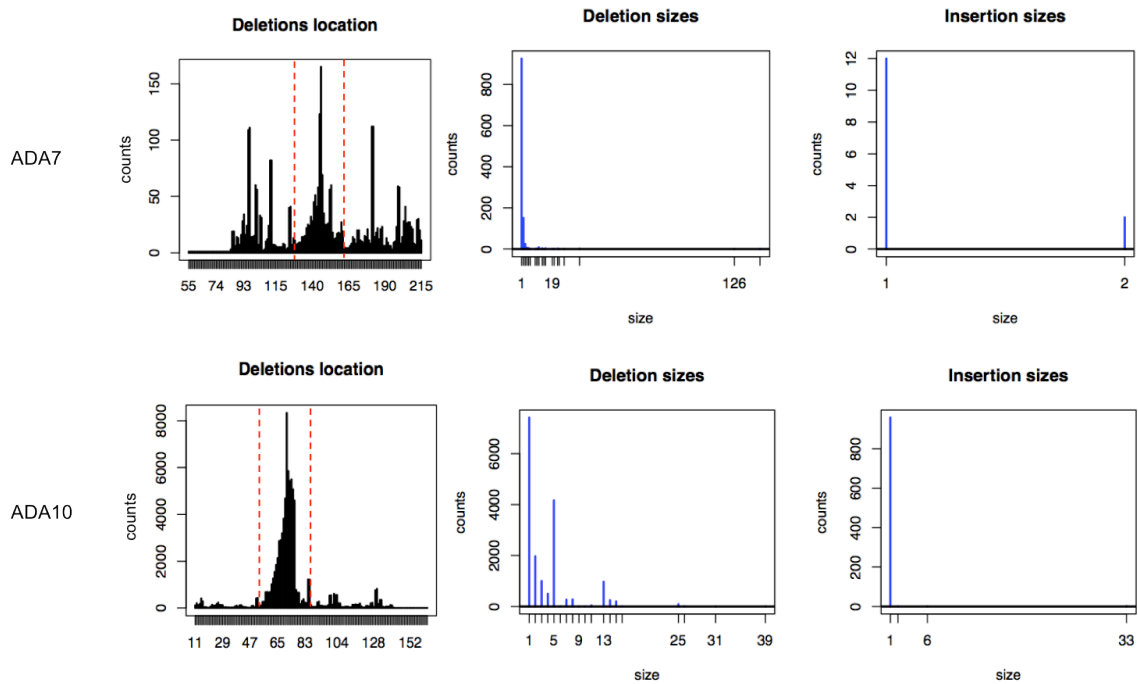 Deletions location
Deletion sizes
Insertion sizes
ADA7
counts
0
50
100
150
55 74 93 115 140 165 190 215
counts
0
200
400
600
800
1 19 126
size
counts
0
2
4
6
8
10
12
1 2
size
Deletions location
Deletion sizes
Insertion sizes
ADA10
counts
0
2000
4000
6000
8000
11 29 47 65 83 104 128 152
counts
0
2000
4000
6000
1 5 9 13 25 31 39
size
counts
0
200
400
600
800
1 6 33
size